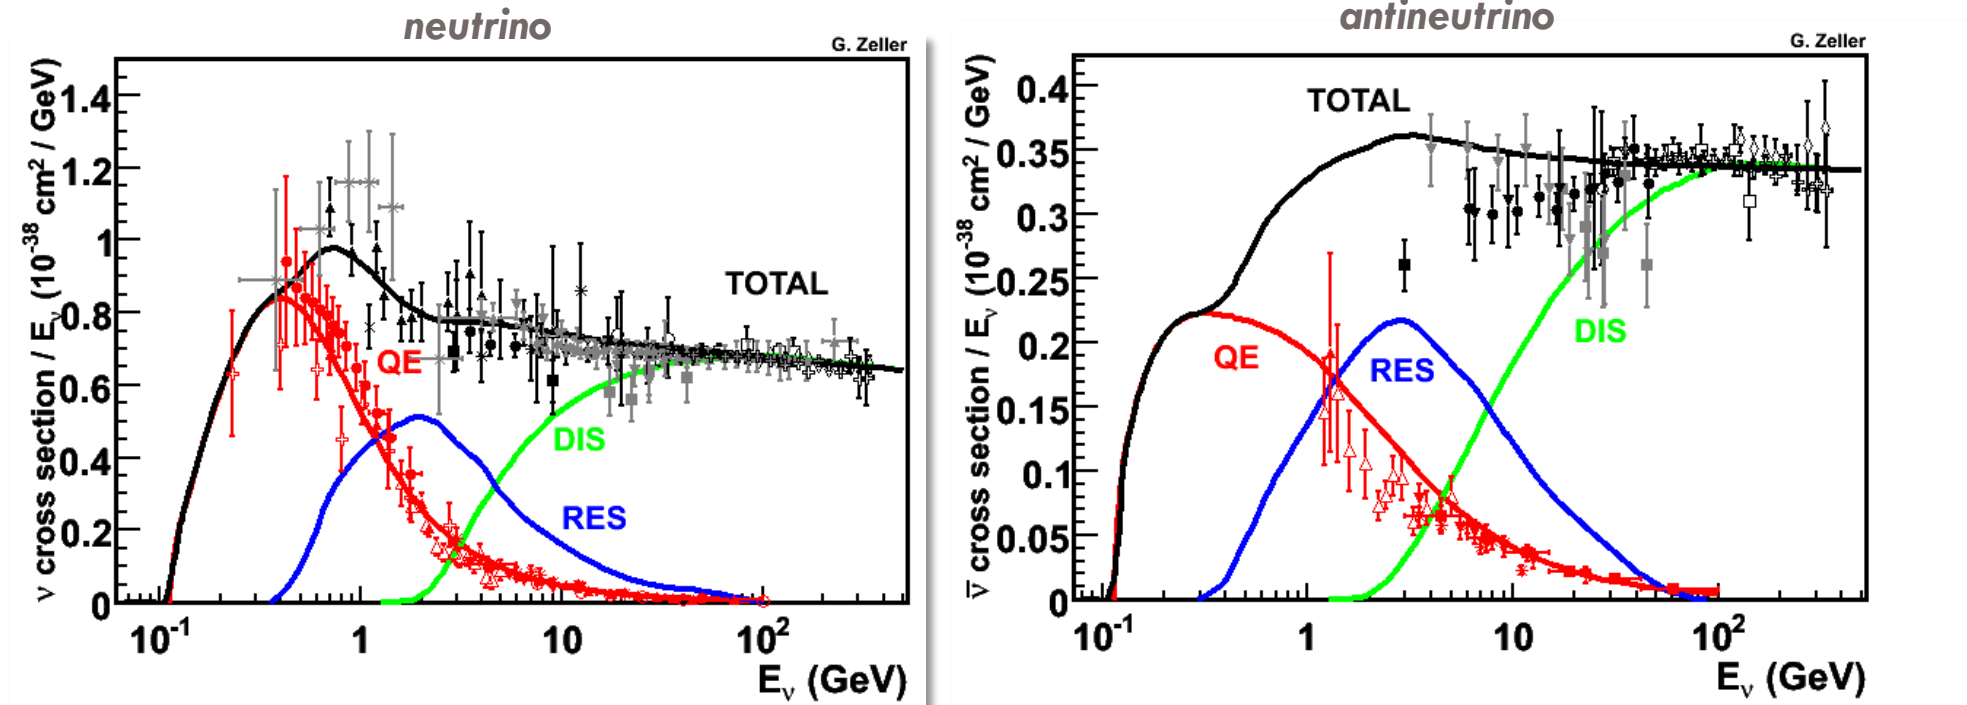 neutrino
G. Zeller
ν cross section / Eν (10⁻³⁸ cm² / GeV)
1.4
1.2
1
0.8
0.6
0.4
0.2
0
TOTAL
QE
DIS
RES
10⁻¹
1
10
10²
Eν (GeV)
antineutrino
G. Zeller
ν̅ cross section / Eν (10⁻³⁸ cm² / GeV)
0.4
0.35
0.3
0.25
0.2
0.15
0.1
0.05
0
TOTAL
QE
RES
DIS
10⁻¹
1
10
10²
Eν (GeV)